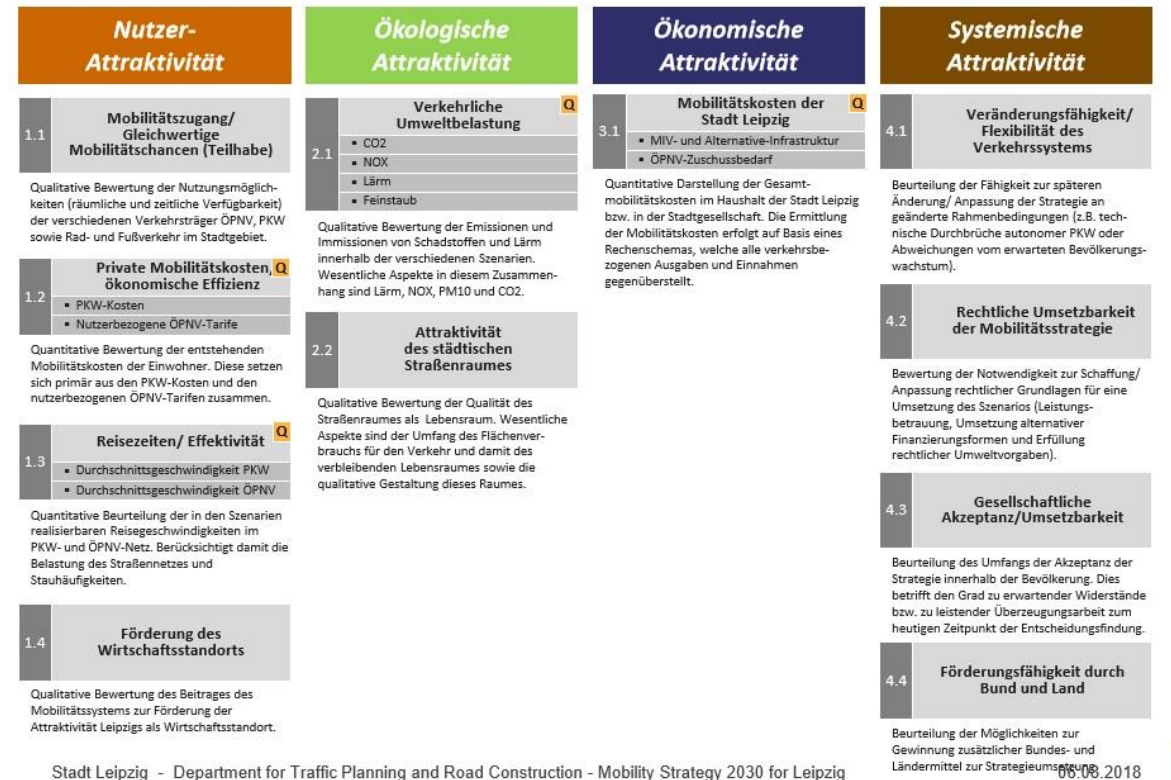 Nutzer-
Attraktivität
1.1
Mobilitätszugang/
Gleichwertige
Mobilitätschancen (Teilhabe)
Qualitative Bewertung der Nutzungsmöglich-
keiten (räumliche und zeitliche Verfügbarkeit)
der verschiedenen Verkehrsträger ÖPNV, PKW
sowie Rad- und Fußverkehr im Stadtgebiet.
1.2
Private Mobilitätskosten,
ökonomische Effizienz
Q
▪ PKW-Kosten
▪ Nutzerbezogene ÖPNV-Tarife
Quantitative Bewertung der entstehenden
Mobilitätskosten der Einwohner. Diese setzen
sich primär aus den PKW-Kosten und den
nutzerbezogenen ÖPNV-Tarifen zusammen.
1.3
Reisezeiten/ Effektivität
Q
▪ Durchschnittsgeschwindigkeit PKW
▪ Durchschnittsgeschwindigkeit ÖPNV
Quantitative Beurteilung der in den Szenarien
realisierbaren Reisegeschwindigkeiten im
PKW- und ÖPNV-Netz. Berücksichtigt damit die
Belastung des Straßennetzes und
Stauhäufigkeiten.
1.4
Förderung des
Wirtschaftsstandorts
Qualitative Bewertung des Beitrages des
Mobilitätssystems zur Förderung der
Attraktivität Leipzigs als Wirtschaftsstandort.
Ökologische
Attraktivität
2.1
Verkehrliche
Umweltbelastung
Q
▪ CO2
▪ NOX
▪ Lärm
▪ Feinstaub
Qualitative Bewertung der Emissionen und
Immissionen von Schadstoffen und Lärm
innerhalb der verschiedenen Szenarien.
Wesentliche Aspekte in diesem Zusammen-
hang sind Lärm, NOX, PM10 und CO2.
2.2
Attraktivität
des städtischen
Straßenraumes
Qualitative Bewertung der Qualität des
Straßenraumes als Lebensraum. Wesentliche
Aspekte sind der Umfang des Flächenver-
brauchs für den Verkehr und damit des
verbleibenden Lebensraumes sowie die
qualitative Gestaltung dieses Raumes.
Ökonomische
Attraktivität
3.1
Mobilitätskosten der
Stadt Leipzig
Q
▪ MIV- und Alternative-Infrastruktur
▪ ÖPNV-Zuschussbedarf
Quantitative Darstellung der Gesamt-
mobilitätskosten im Haushalt der Stadt Leipzig
bzw. in der Stadtgesellschaft. Die Ermittlung
der Mobilitätskosten erfolgt auf Basis eines
Rechenschemas, welche alle verkehrsbe-
zogenen Ausgaben und Einnahmen
gegenüberstellt.
Systemische
Attraktivität
4.1
Veränderungsfähigkeit/
Flexibilität des
Verkehrssystems
Beurteilung der Fähigkeit zur späteren
Änderung/ Anpassung der Strategie an
geänderte Rahmenbedingungen (z.B. tech-
nische Durchbrüche autonomer PKW oder
Abweichungen vom erwarteten Bevölkerungs-
wachstum).
4.2
Rechtliche Umsetzbarkeit
der Mobilitätsstrategie
Bewertung der Notwendigkeit zur Schaffung/
Anpassung rechtlicher Grundlagen für eine
Umsetzung des Szenarios (Leistungs-
betrauung, Umsetzung alternativer
Finanzierungsformen und Erfüllung
rechtlicher Umweltvorgaben).
4.3
Gesellschaftliche
Akzeptanz/Umsetzbarkeit
Beurteilung des Umfangs der Akzeptanz der
Strategie innerhalb der Bevölkerung. Dies
betrifft den Grad zu erwartender Widerstände
bzw. zu leistender Überzeugungsarbeit zum
heutigen Zeitpunkt der Entscheidungsfindung.
4.4
Förderungsfähigkeit durch
Bund und Land
Beurteilung der Möglichkeiten zur
Gewinnung zusätzlicher Bundes- und
Ländermittel zur Strategieumsetzung.
Stadt Leipzig - Department for Traffic Planning and Road Construction - Mobility Strategy 2030 for Leipzig
06.08.2018